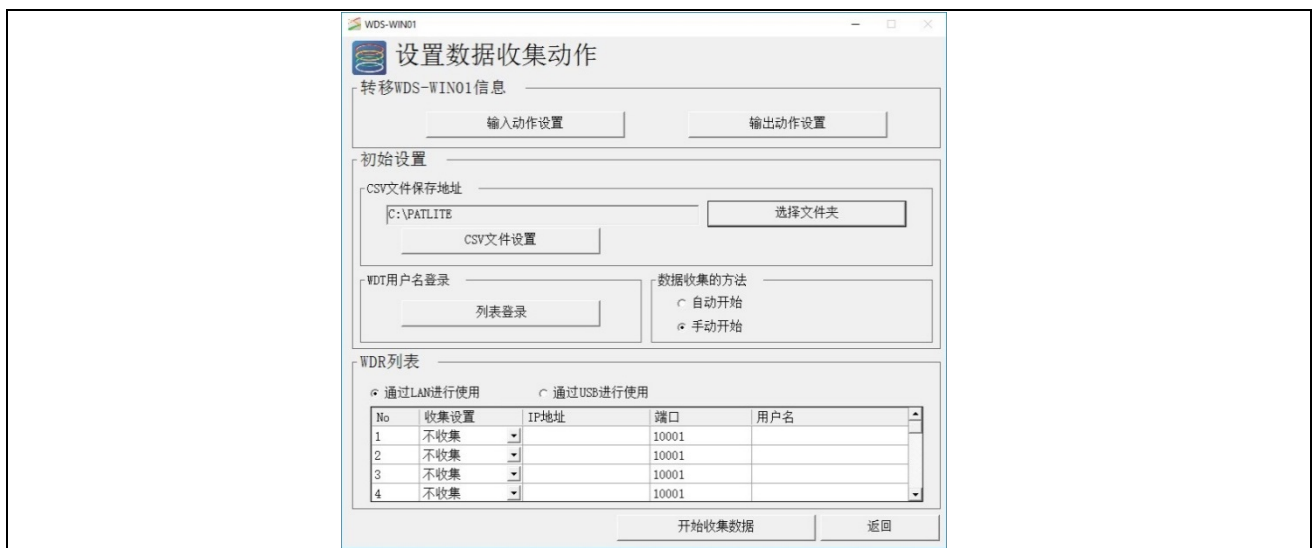 WDS-WIN01
设置数据收集动作
转移WDS-WIN01信息
输入动作设置 输出动作设置
初始设置
CSV文件保存地址
C:\PATLITE 选择文件夹
CSV文件设置
WDT用户名登录 数据收集的方法
列表登录 自动开始
手动开始
WDR列表
通过LAN进行使用 通过USB进行使用
No 收集设置 IP地址 端口 用户名
1 不收集 10001
2 不收集 10001
3 不收集 10001
4 不收集 10001
开始收集数据 返回